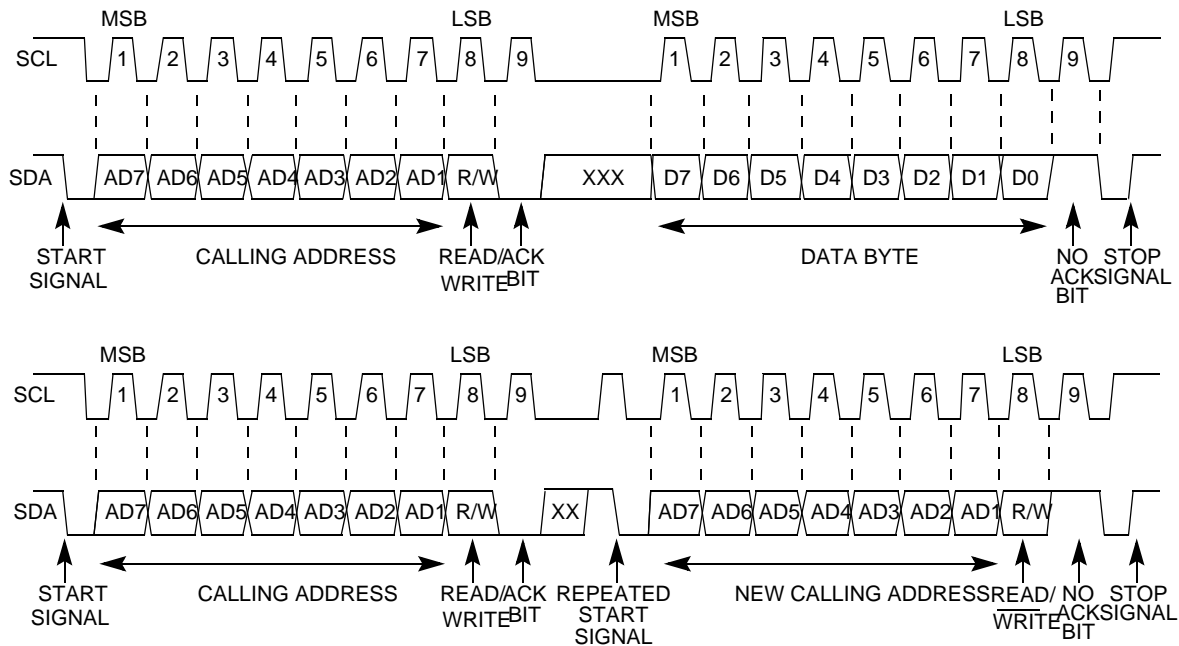 MSB LSB MSB LSB
SCL 1 2 3 4 5 6 7 8 9 1 2 3 4 5 6 7 8 9
SDA AD7 AD6 AD5 AD4 AD3 AD2 AD1 R/W XXX D7 D6 D5 D4 D3 D2 D1 D0
START SIGNAL
CALLING ADDRESS
READ/WRITE
ACK BIT
DATA BYTE
NO ACK BIT
STOP SIGNAL
MSB LSB MSB LSB
SCL 1 2 3 4 5 6 7 8 9 1 2 3 4 5 6 7 8 9
SDA AD7 AD6 AD5 AD4 AD3 AD2 AD1 R/W XX AD7 AD6 AD5 AD4 AD3 AD2 AD1 R/W
START SIGNAL
CALLING ADDRESS
READ/WRITE
ACK BIT
REPEATED START SIGNAL
NEW CALLING ADDRESS
READ/WRITE
NO ACK BIT
STOP SIGNAL